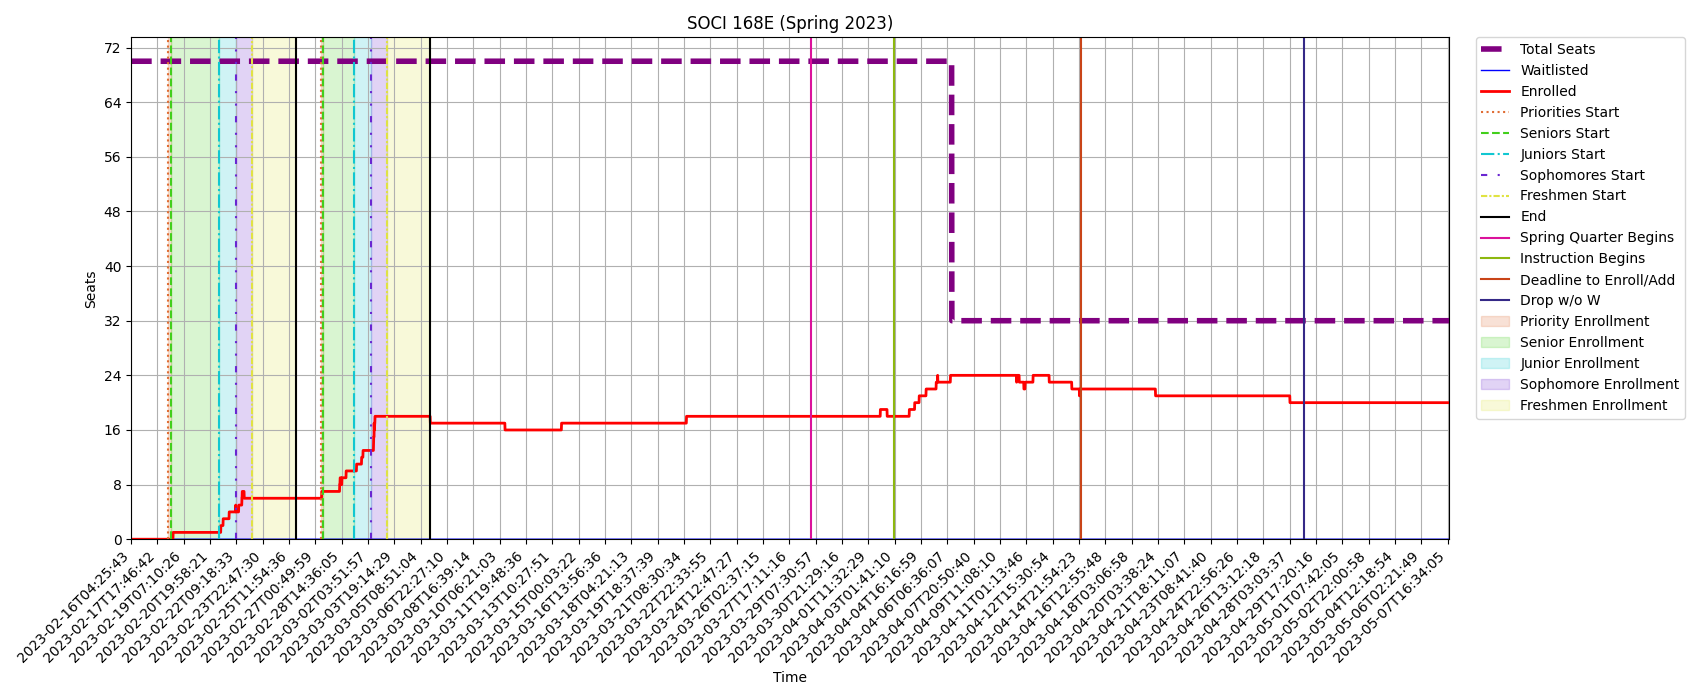 SOCI 168E (Spring 2023)
72
64
56
48
40
32
24
16
8
0
Seats
2023-02-16T04:25:43
2023-02-17T17:46:42
2023-02-19T07:10:26
2023-02-20T19:58:21
2023-02-22T09:18:33
2023-02-23T22:47:30
2023-02-25T11:54:36
2023-02-27T00:49:59
2023-02-28T14:36:05
2023-03-02T03:51:57
2023-03-03T19:14:29
2023-03-05T08:51:04
2023-03-06T22:27:10
2023-03-08T16:39:14
2023-03-10T06:21:03
2023-03-11T19:48:36
2023-03-13T10:27:51
2023-03-15T00:03:22
2023-03-16T13:56:36
2023-03-18T04:21:13
2023-03-19T18:37:39
2023-03-21T08:30:34
2023-03-22T22:33:55
2023-03-24T12:47:27
2023-03-26T02:37:15
2023-03-27T17:11:16
2023-03-29T07:30:57
2023-03-30T21:29:16
2023-04-01T11:32:29
2023-04-03T01:41:10
2023-04-04T16:16:59
2023-04-06T06:36:07
2023-04-07T20:50:40
2023-04-09T11:08:10
2023-04-11T01:13:46
2023-04-12T15:30:54
2023-04-14T21:54:23
2023-04-16T12:55:48
2023-04-18T03:06:58
2023-04-20T03:38:24
2023-04-21T18:11:07
2023-04-23T08:41:40
2023-04-24T22:56:26
2023-04-26T13:12:18
2023-04-28T03:03:37
2023-04-29T17:20:16
2023-05-01T07:42:05
2023-05-02T22:00:58
2023-05-04T12:18:54
2023-05-06T02:21:49
2023-05-07T16:34:05
Time
Total Seats
Waitlisted
Enrolled
Priorities Start
Seniors Start
Juniors Start
Sophomores Start
Freshmen Start
End
Spring Quarter Begins
Instruction Begins
Deadline to Enroll/Add
Drop w/o W
Priority Enrollment
Senior Enrollment
Junior Enrollment
Sophomore Enrollment
Freshmen Enrollment